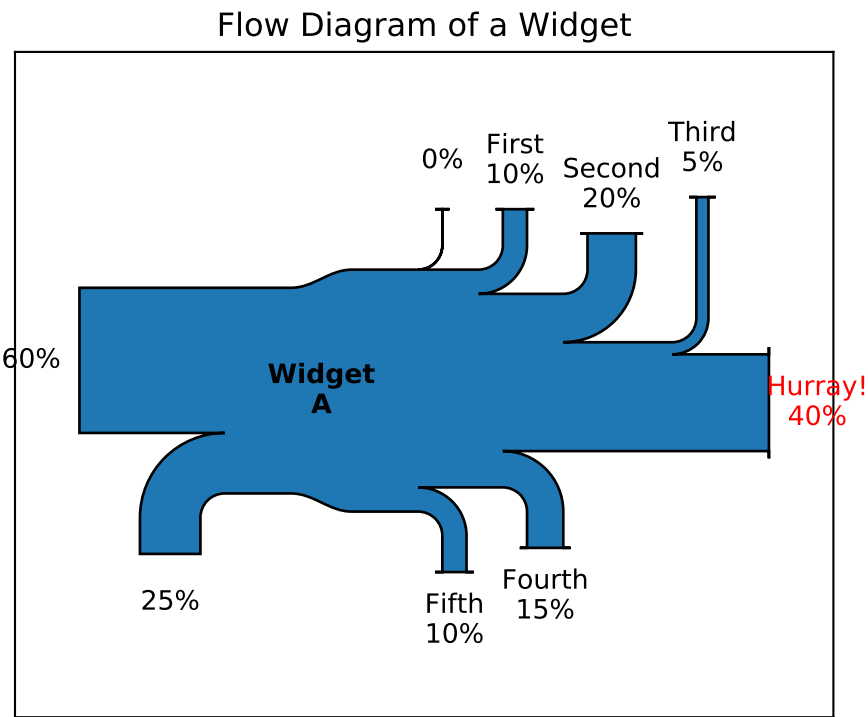 Flow Diagram of a Widget
0%
First
10%
Second
20%
Third
5%
60%
Widget
A
Hurray!
40%
25%
Fifth
10%
Fourth
15%